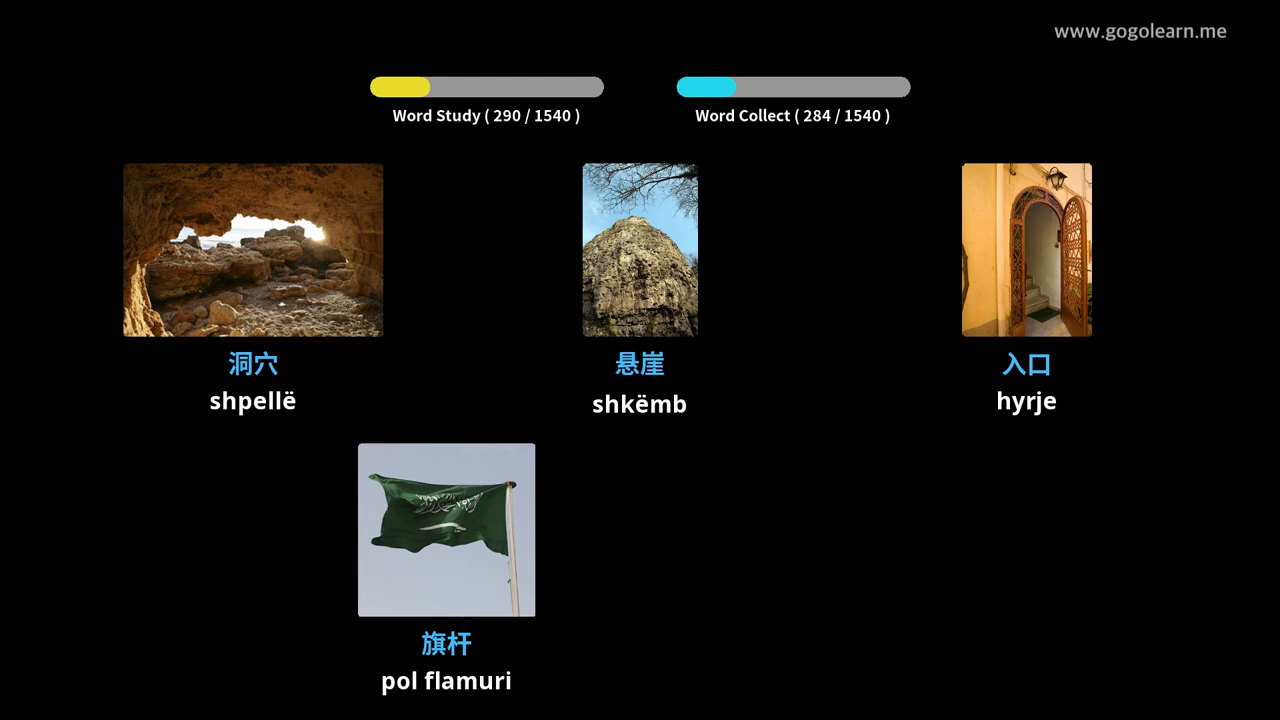 www.gogolearn.me
Word Study ( 290 / 1540 )
Word Collect ( 284 / 1540 )
洞穴
shpellë
悬崖
shkëmb
入口
hyrje
旗杆
pol flamuri